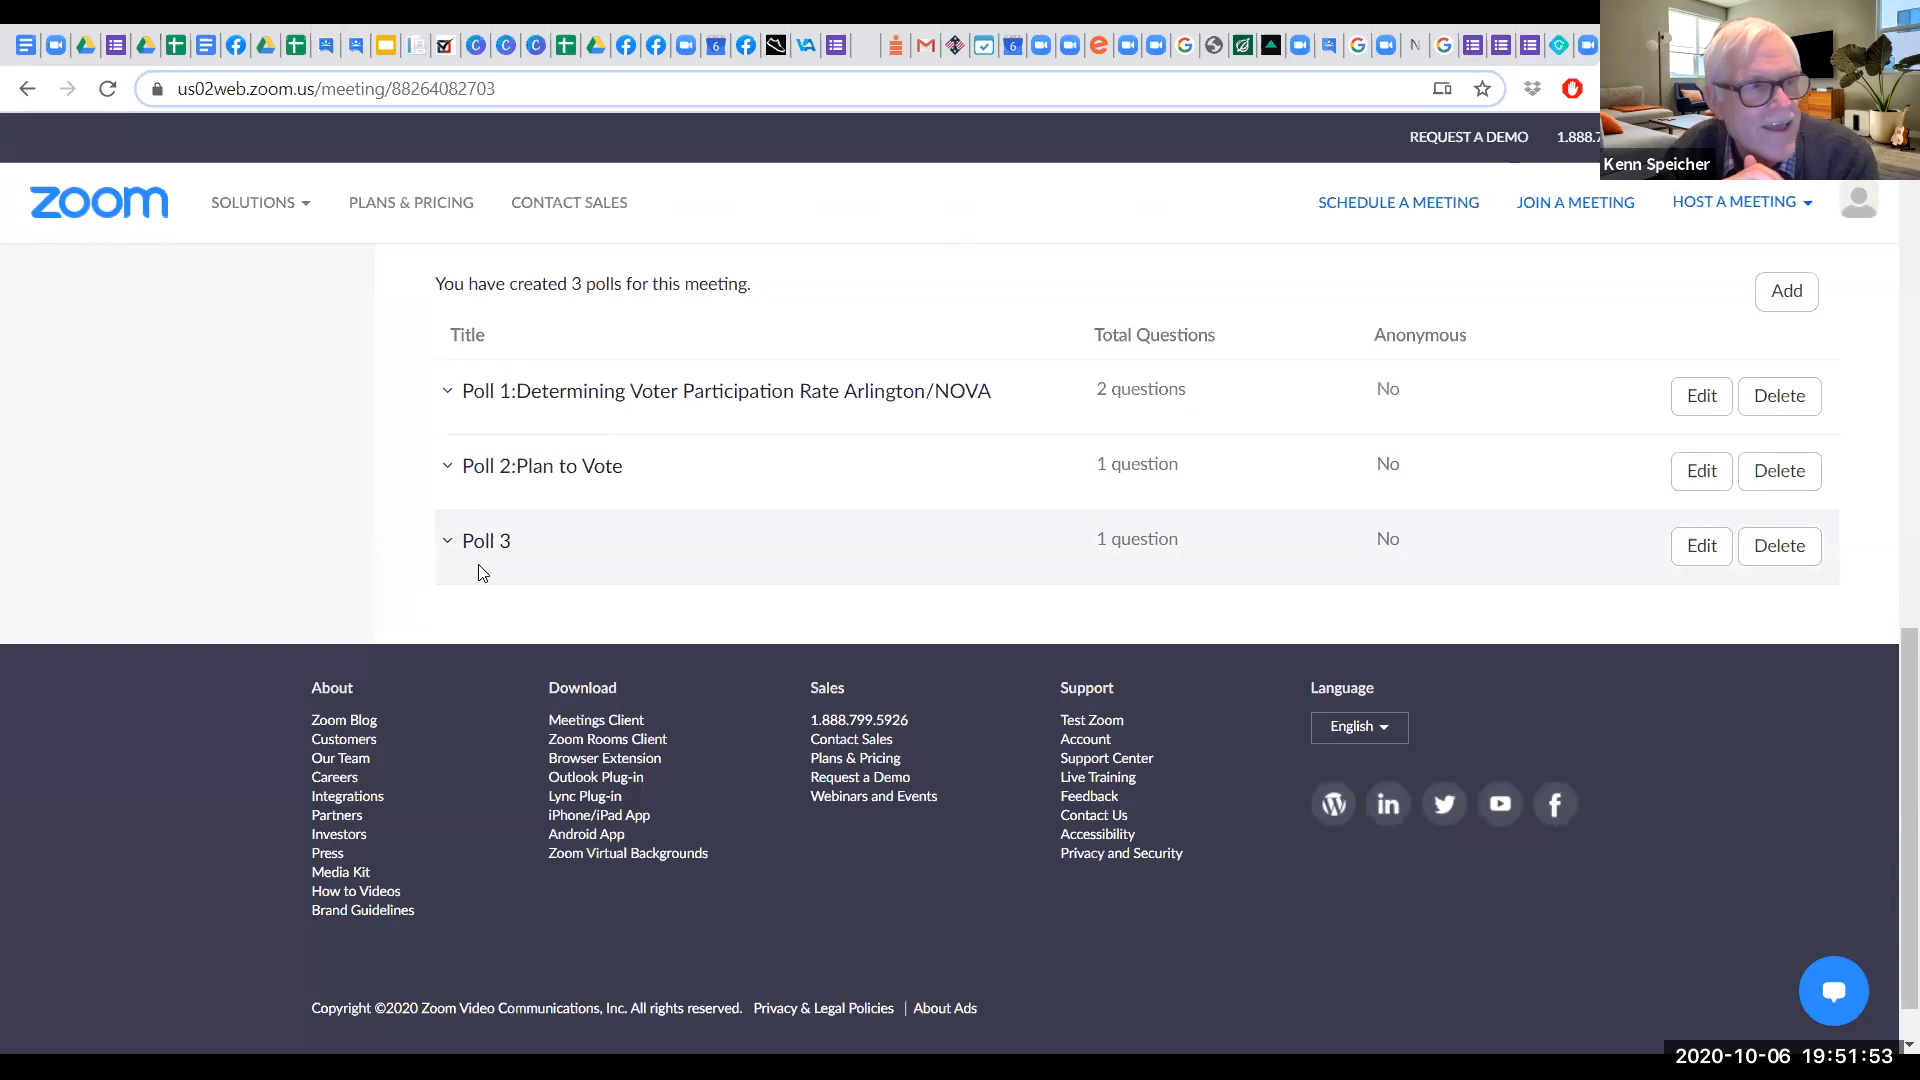 us02web.zoom.us/meeting/88264082703
REQUEST A DEMO 1.888.7
Kenn Speicher
zoom SOLUTIONS PLANS & PRICING CONTACT SALES SCHEDULE A MEETING JOIN A MEETING HOST A MEETING
You have created 3 polls for this meeting. Add
Title Total Questions Anonymous
Poll 1:Determining Voter Participation Rate Arlington/NOVA 2 questions No Edit Delete
Poll 2:Plan to Vote 1 question No Edit Delete
Poll 3 1 question No Edit Delete
About
Zoom Blog
Customers
Our Team
Careers
Integrations
Partners
Investors
Press
Media Kit
How to Videos
Brand Guidelines
Download
Meetings Client
Zoom Rooms Client
Browser Extension
Outlook Plug-in
Lync Plug-in
iPhone/iPad App
Android App
Zoom Virtual Backgrounds
Sales
1.888.799.5926
Contact Sales
Plans & Pricing
Request a Demo
Webinars and Events
Support
Test Zoom
Account
Support Center
Live Training
Feedback
Contact Us
Accessibility
Privacy and Security
Language
English
Copyright ©2020 Zoom Video Communications, Inc. All rights reserved. Privacy & Legal Policies | About Ads
2020-10-06 19:51:53